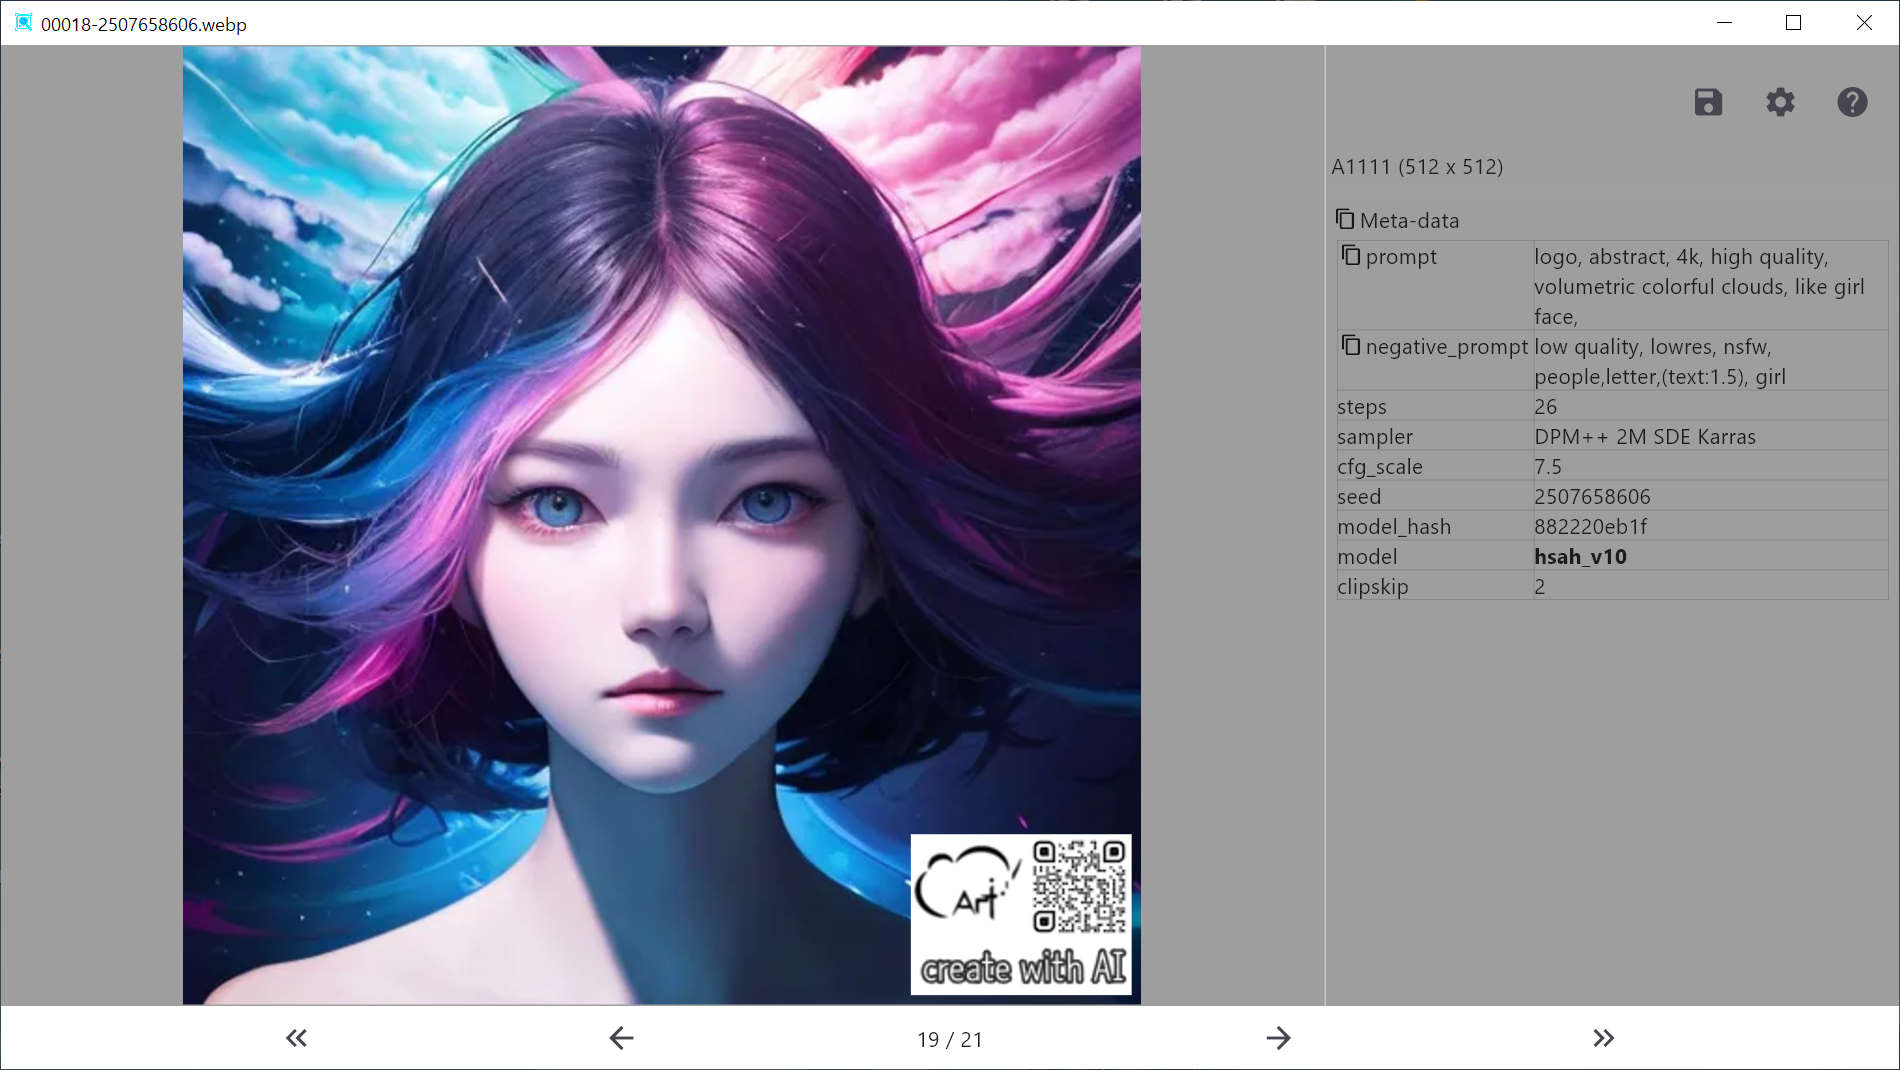 00018-2507658606.webp
A1111 (512 x 512)
Meta-data
prompt logo, abstract, 4k, high quality,
volumetric colorful clouds, like girl
face,
negative_prompt low quality, lowres, nsfw,
people,letter,(text:1.5), girl
steps 26
sampler DPM++ 2M SDE Karras
cfg_scale 7.5
seed 2507658606
model_hash 882220eb1f
model hsah_v10
clipskip 2
Art
create with AI
19 / 21